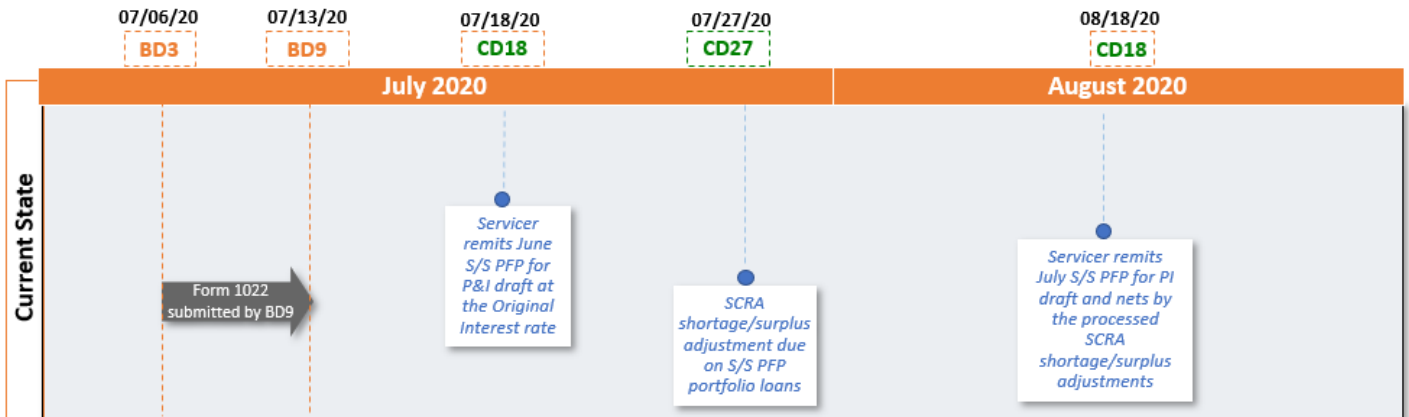 07/06/20
07/13/20
07/18/20
07/27/20
08/18/20
BD3
BD9
CD18
CD27
CD18
July 2020
August 2020
Current State
Form 1022
submitted by BD9
Servicer
remits June
S/S PFP for
P&I draft at
the Original
Interest rate
SCRA
shortage/surplus
adjustment due
on S/S PFP
portfolio loans
Servicer remits
July S/S PFP for PI
draft and nets by
the processed
SCRA
shortage/surplus
adjustments